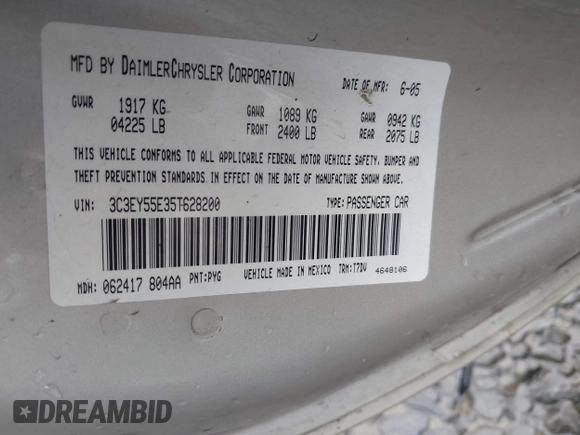 MFD BY DAIMLERCHRYSLER CORPORATION DATE OF MFR: 6-05
GVWR 1917 KG GAWR 1089 KG GAWR 0942 KG
04225 LB FRONT 2400 LB REAR 2075 LB
THIS VEHICLE CONFORMS TO ALL APPLICABLE FEDERAL MOTOR VEHICLE SAFETY, BUMPER AND
THEFT PREVENTION STANDARDS IN EFFECT ON THE DATE OF MANUFACTURE SHOWN ABOVE.
VIN: 3C3EY55E35T628200 TYPE: PASSENGER CAR
MDH: 062417 804AA PNT: PYG VEHICLE MADE IN MEXICO TRM: T7DV 4648106
DREAMBID